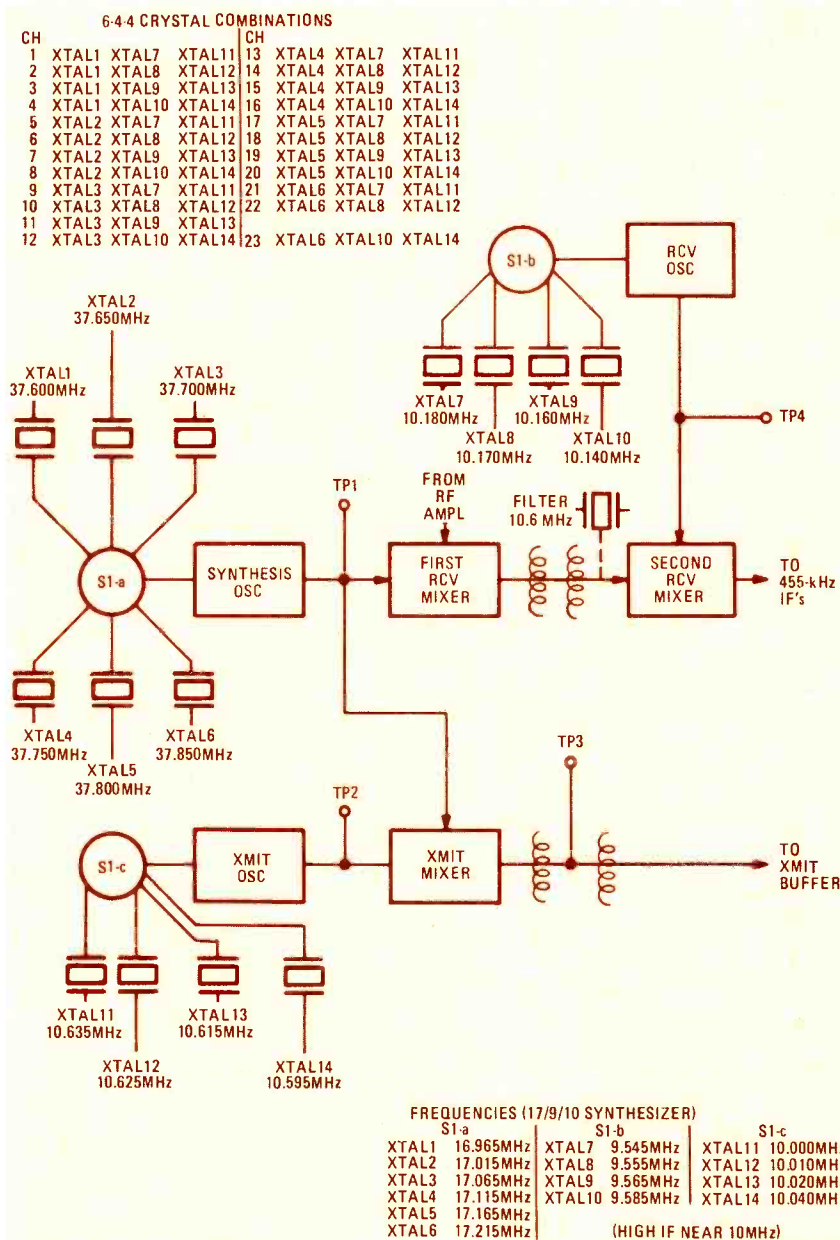 6-4-4 CRYSTAL COMBINATIONS
CH
1 XTAL1 XTAL7 XTAL11
2 XTAL1 XTAL8 XTAL12
3 XTAL1 XTAL9 XTAL13
4 XTAL1 XTAL10 XTAL14
5 XTAL2 XTAL7 XTAL11
6 XTAL2 XTAL8 XTAL12
7 XTAL2 XTAL9 XTAL13
8 XTAL2 XTAL10 XTAL14
9 XTAL3 XTAL7 XTAL11
10 XTAL3 XTAL8 XTAL12
11 XTAL3 XTAL9 XTAL13
12 XTAL3 XTAL10 XTAL14
CH
13 XTAL4 XTAL7 XTAL11
14 XTAL4 XTAL8 XTAL12
15 XTAL4 XTAL9 XTAL13
16 XTAL4 XTAL10 XTAL14
17 XTAL5 XTAL7 XTAL11
18 XTAL5 XTAL8 XTAL12
19 XTAL5 XTAL9 XTAL13
20 XTAL5 XTAL10 XTAL14
21 XTAL6 XTAL7 XTAL11
22 XTAL6 XTAL8 XTAL12
23 XTAL6 XTAL10 XTAL14
S1-b
RCV
OSC
XTAL7
10.180MHz
XTAL8
10.170MHz
XTAL9
10.160MHz
XTAL10
10.140MHz
TP4
XTAL2
37.650MHz
XTAL1
37.600MHz
XTAL3
37.700MHz
S1-a
SYNTHESIS
OSC
TP1
FROM
RF
AMPL
FIRST
RCV
MIXER
FILTER
10.6 MHz
SECOND
RCV
MIXER
TO
455-kHz
IF's
XTAL4
37.750MHz
XTAL5
37.800MHz
XTAL6
37.850MHz
S1-c
XMIT
OSC
TP2
XMIT
MIXER
TP3
TO
XMIT
BUFFER
XTAL11
10.635MHz
XTAL12
10.625MHz
XTAL13
10.615MHz
XTAL14
10.595MHz
FREQUENCIES (17/9/10 SYNTHESIZER)
S1-a
XTAL1 16.965MHz
XTAL2 17.015MHz
XTAL3 17.065MHz
XTAL4 17.115MHz
XTAL5 17.165MHz
XTAL6 17.215MHz
S1-b
XTAL7 9.545MHz
XTAL8 9.555MHz
XTAL9 9.565MHz
XTAL10 9.585MHz
S1-c
XTAL11 10.000MH
XTAL12 10.010MH
XTAL13 10.020MH
XTAL14 10.040MH
(HIGH IF NEAR 10MHz)